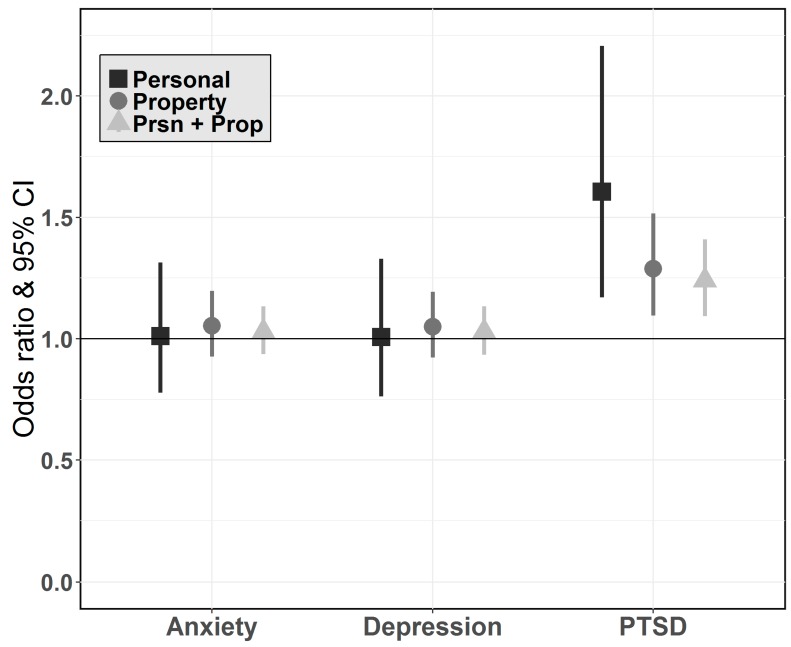 Personal
Property
Prsn + Prop
Odds ratio & 95% CI
2.0
1.5
1.0
0.5
0.0
Anxiety Depression PTSD